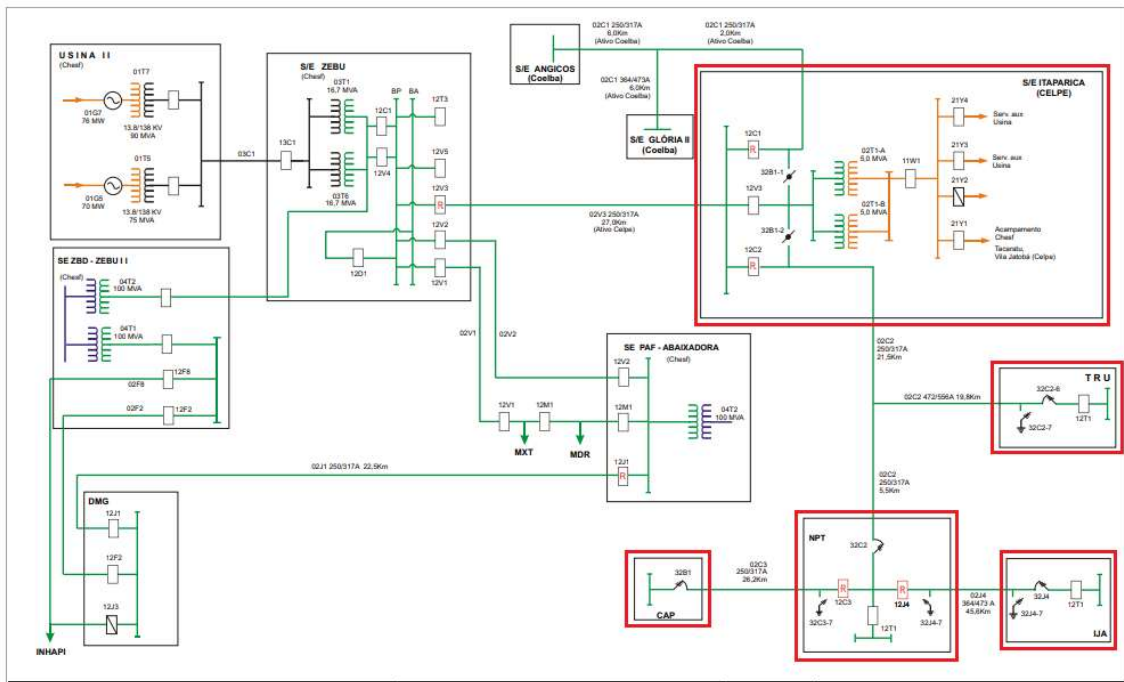 USINA II
(Chesf)
01T7
01G7
76 MW
13.8/138 KV
90 MVA
01T5
01G5
70 MW
13.8/138 KV
75 MVA
03C1
S/E ZEBU
(Chesf)
03T1
16,7 MVA
BP
BA
12C1
12T3
13C1
12V4
12V5
03T6
16,7 MVA
12V3
R
12V2
12D1
12V1
SE ZBD - ZEBU II
(Chesf)
04T2
100 MVA
04T1
100 MVA
12F8
02F8
02F2
12F2
02V1
02V2
S/E ANGICOS
(Coelba)
02C1 250/317A
6,0Km
(Ativo Coelba)
02C1 250/317A
2,0Km
(Ativo Coelba)
02C1 364/473A
6,0Km
(Ativo Coelba)
S/E GLÓRIA II
(Coelba)
02V3 250/317A
27,0Km
(Ativo Celpe)
S/E ITAPARICA
(CELPE)
12C1
R
32B1-1
12V3
32B1-2
12C2
R
02T1-A
5,0 MVA
02T1-B
5,0 MVA
11W1
21Y4
Serv. aux
Usina
21Y3
Serv. aux
Usina
21Y2
21Y1
Acampamento
Chesf
Tacaratu,
Vila Jatobá (Celpe)
SE PAF - ABAIXADORA
(Chesf)
12V2
12V1
12M1
12M1
04T2
100 MVA
MXT
MDR
12J1
R
02J1 250/317A 22,5Km
DMG
12J1
12F2
12J3
INHAPI
02C2
250/317A
21,5Km
02C2 472/556A 19,8Km
TRU
32C2-6
12T1
32C2-7
02C2
250/317A
5,5Km
NPT
32C2
R
12C3
R
12J4
32C3-7
32J4-7
12T1
CAP
32B1
02C3
250/317A
26,2Km
02J4
364/473 A
45,6Km
IJA
32J4
12T1
32J4-7